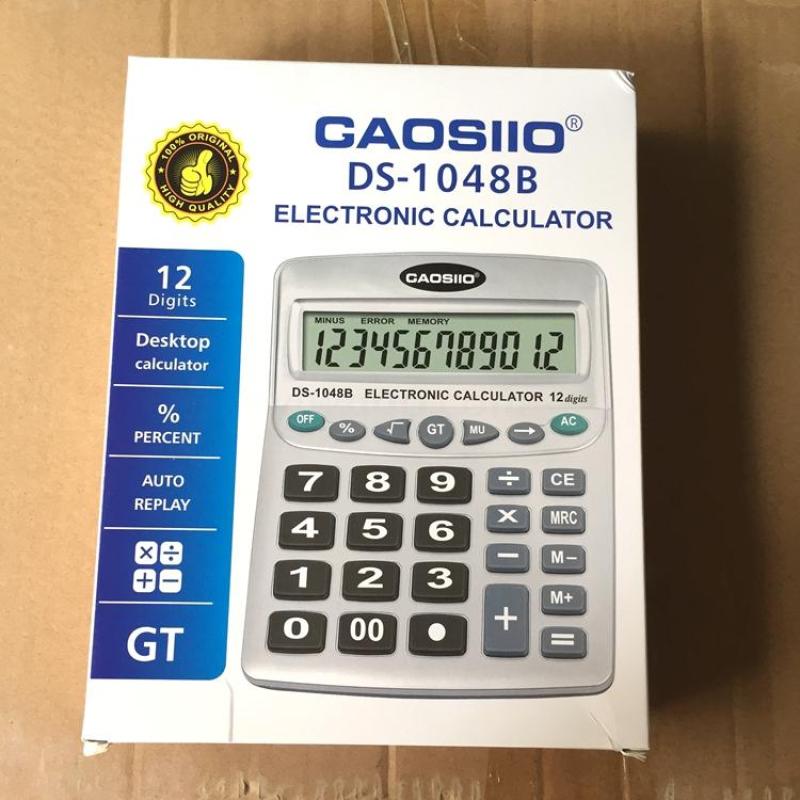 100% ORIGINAL
HIGH QUALITY
GAOSIIO®
DS-1048B
ELECTRONIC CALCULATOR
12
Digits
Desktop
calculator
%
PERCENT
AUTO
REPLAY
× ÷
+ −
GT
GAOSIIO®
MINUS ERROR MEMORY
12345678901.2
DS-1048B ELECTRONIC CALCULATOR 12 digits
OFF % √ GT MU → AC
7 8 9 ÷ CE
4 5 6 X MRC
1 2 3 − M−
0 00 • + M+
=